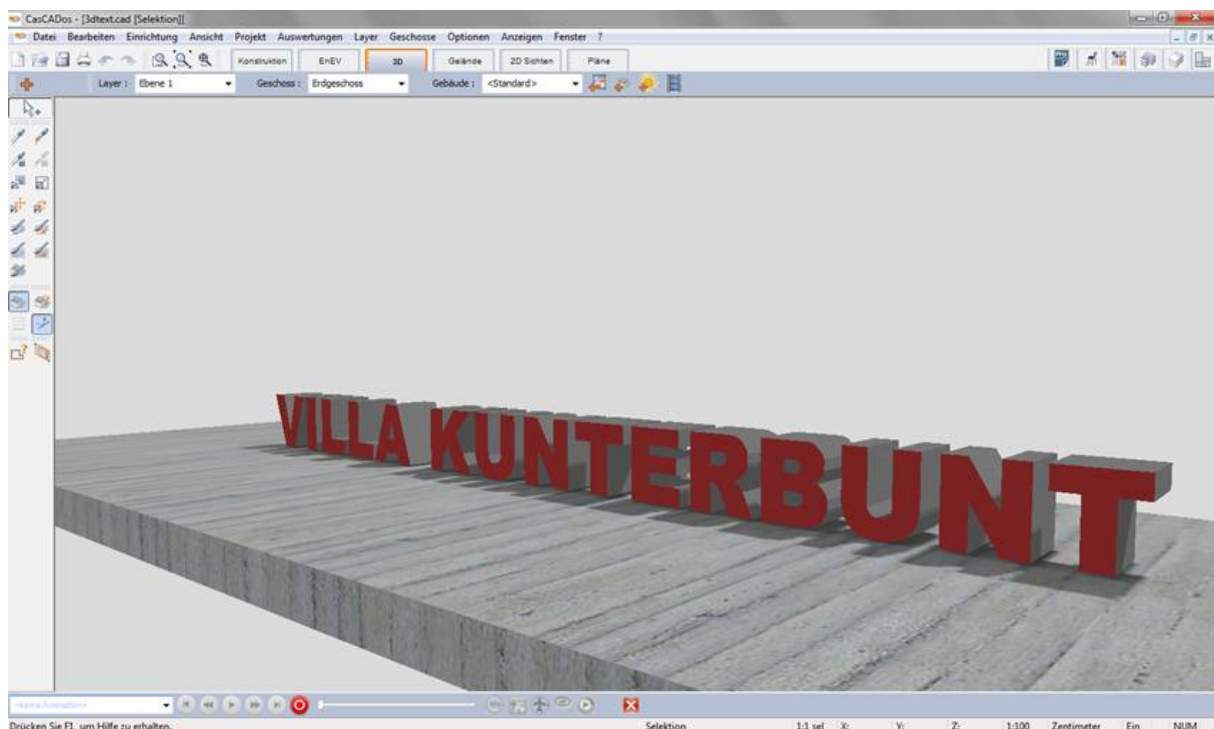 CasCADos - [3dtext.cad [Selektion]]
Datei Bearbeiten Einrichtung Ansicht Projekt Auswertungen Layer Geschosse Optionen Anzeigen Fenster ?
Konstruktion EnEV 3D Gelände 2D Sichten Pläne
Layer : Ebene 1 Geschoss : Erdgeschoss Gebäude : <Standard>
VILLA KUNTERBUNT
<keine Animation>
Drücken Sie F1, um Hilfe zu erhalten. Selektion 1:1 sel X: Y: Z: 1:100 Zentimeter Ein NUM